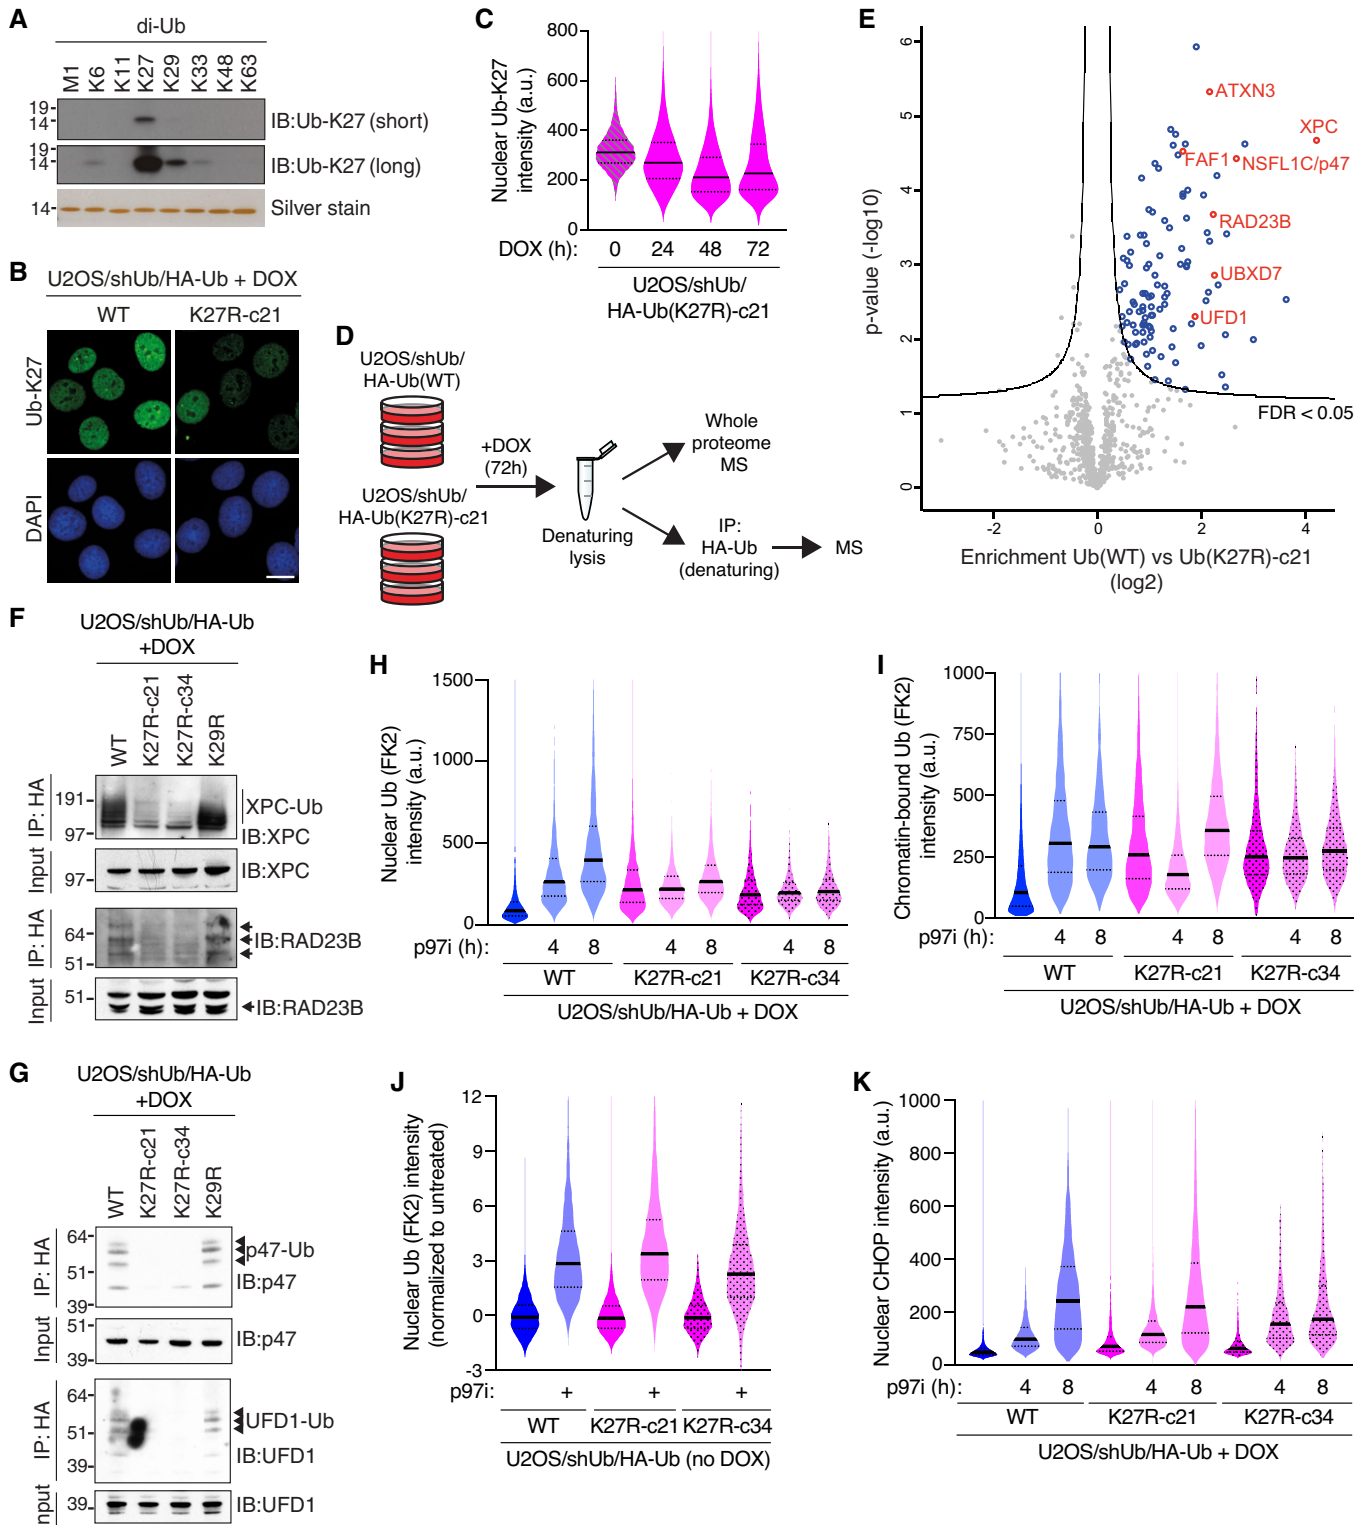 A
di-Ub
M1 K6 K11 K27 K29 K33 K48 K63
19-
14-
IB:Ub-K27 (short)
19-
14-
IB:Ub-K27 (long)
14-
Silver stain
B
U2OS/shUb/HA-Ub + DOX
WT K27R-c21
Ub-K27
DAPI
C
Nuclear Ub-K27
intensity (a.u.)
800
600
400
200
0
DOX (h): 0 24 48 72
U2OS/shUb/
HA-Ub(K27R)-c21
D
U2OS/shUb/
HA-Ub(WT)
U2OS/shUb/
HA-Ub(K27R)-c21
+DOX
(72h)
Denaturing
lysis
Whole
proteome
MS
IP:
HA-Ub
(denaturing)
MS
E
p-value (-log10)
6
5
4
3
2
1
0
ATXN3
XPC
FAF1
NSFL1C/p47
RAD23B
UBXD7
UFD1
FDR < 0.05
-2 0 2 4
Enrichment Ub(WT) vs Ub(K27R)-c21
(log2)
F
U2OS/shUb/HA-Ub
+DOX
WT K27R-c21 K27R-c34 K29R
IP: HA
191-
97-
XPC-Ub
IB:XPC
Input
97-
IB:XPC
IP: HA
64-
51-
IB:RAD23B
Input
51-
IB:RAD23B
G
U2OS/shUb/HA-Ub
+DOX
WT K27R-c21 K27R-c34 K29R
IP: HA
64-
51-
39-
p47-Ub
IB:p47
Input
51-
39-
IB:p47
IP: HA
64-
51-
39-
UFD1-Ub
IB:UFD1
nput
39-
IB:UFD1
H
Nuclear Ub (FK2)
intensity (a.u.)
1500
1000
500
0
p97i (h): 4 8 4 8 4 8
WT K27R-c21 K27R-c34
U2OS/shUb/HA-Ub + DOX
I
Chromatin-bound Ub (FK2)
intensity (a.u.)
1000
750
500
250
0
p97i (h): 4 8 4 8 4 8
WT K27R-c21 K27R-c34
U2OS/shUb/HA-Ub + DOX
J
Nuclear Ub (FK2) intensity
(normalized to untreated)
12
9
6
3
0
-3
p97i: + + +
WT K27R-c21 K27R-c34
U2OS/shUb/HA-Ub (no DOX)
K
Nuclear CHOP intensity (a.u.)
1000
800
600
400
200
0
p97i (h): 4 8 4 8 4 8
WT K27R-c21 K27R-c34
U2OS/shUb/HA-Ub + DOX